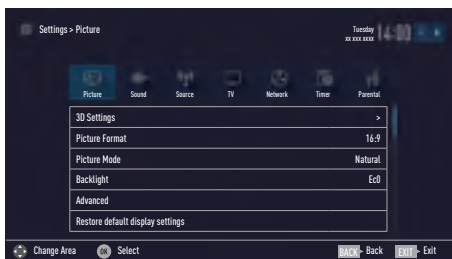 Settings > Picture
Tuesday
xx xxx xxxx
14:00
Picture Sound Source TV Network Timer Parental
3D Settings >
Picture Format 16:9
Picture Mode Natural
Backlight EcO
Advanced
Restore default display settings
Change Area OK Select BACK Back EXIT Exit